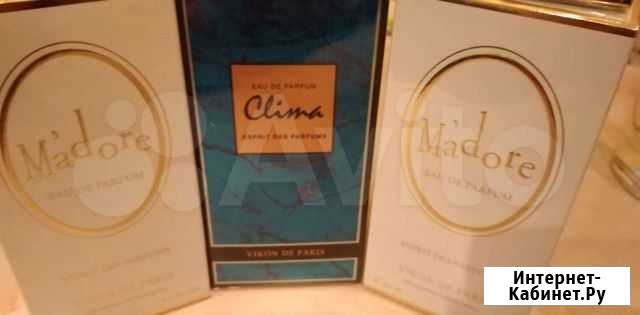 M'adore
EAU DE PARFUM
EAU DE PARFUM
Clima
ESPRIT DES PARFUMS
VIKON DE PARIS
M'adore
EAU DE PARFUM
Avito
Интернет-
Кабинет.Ру